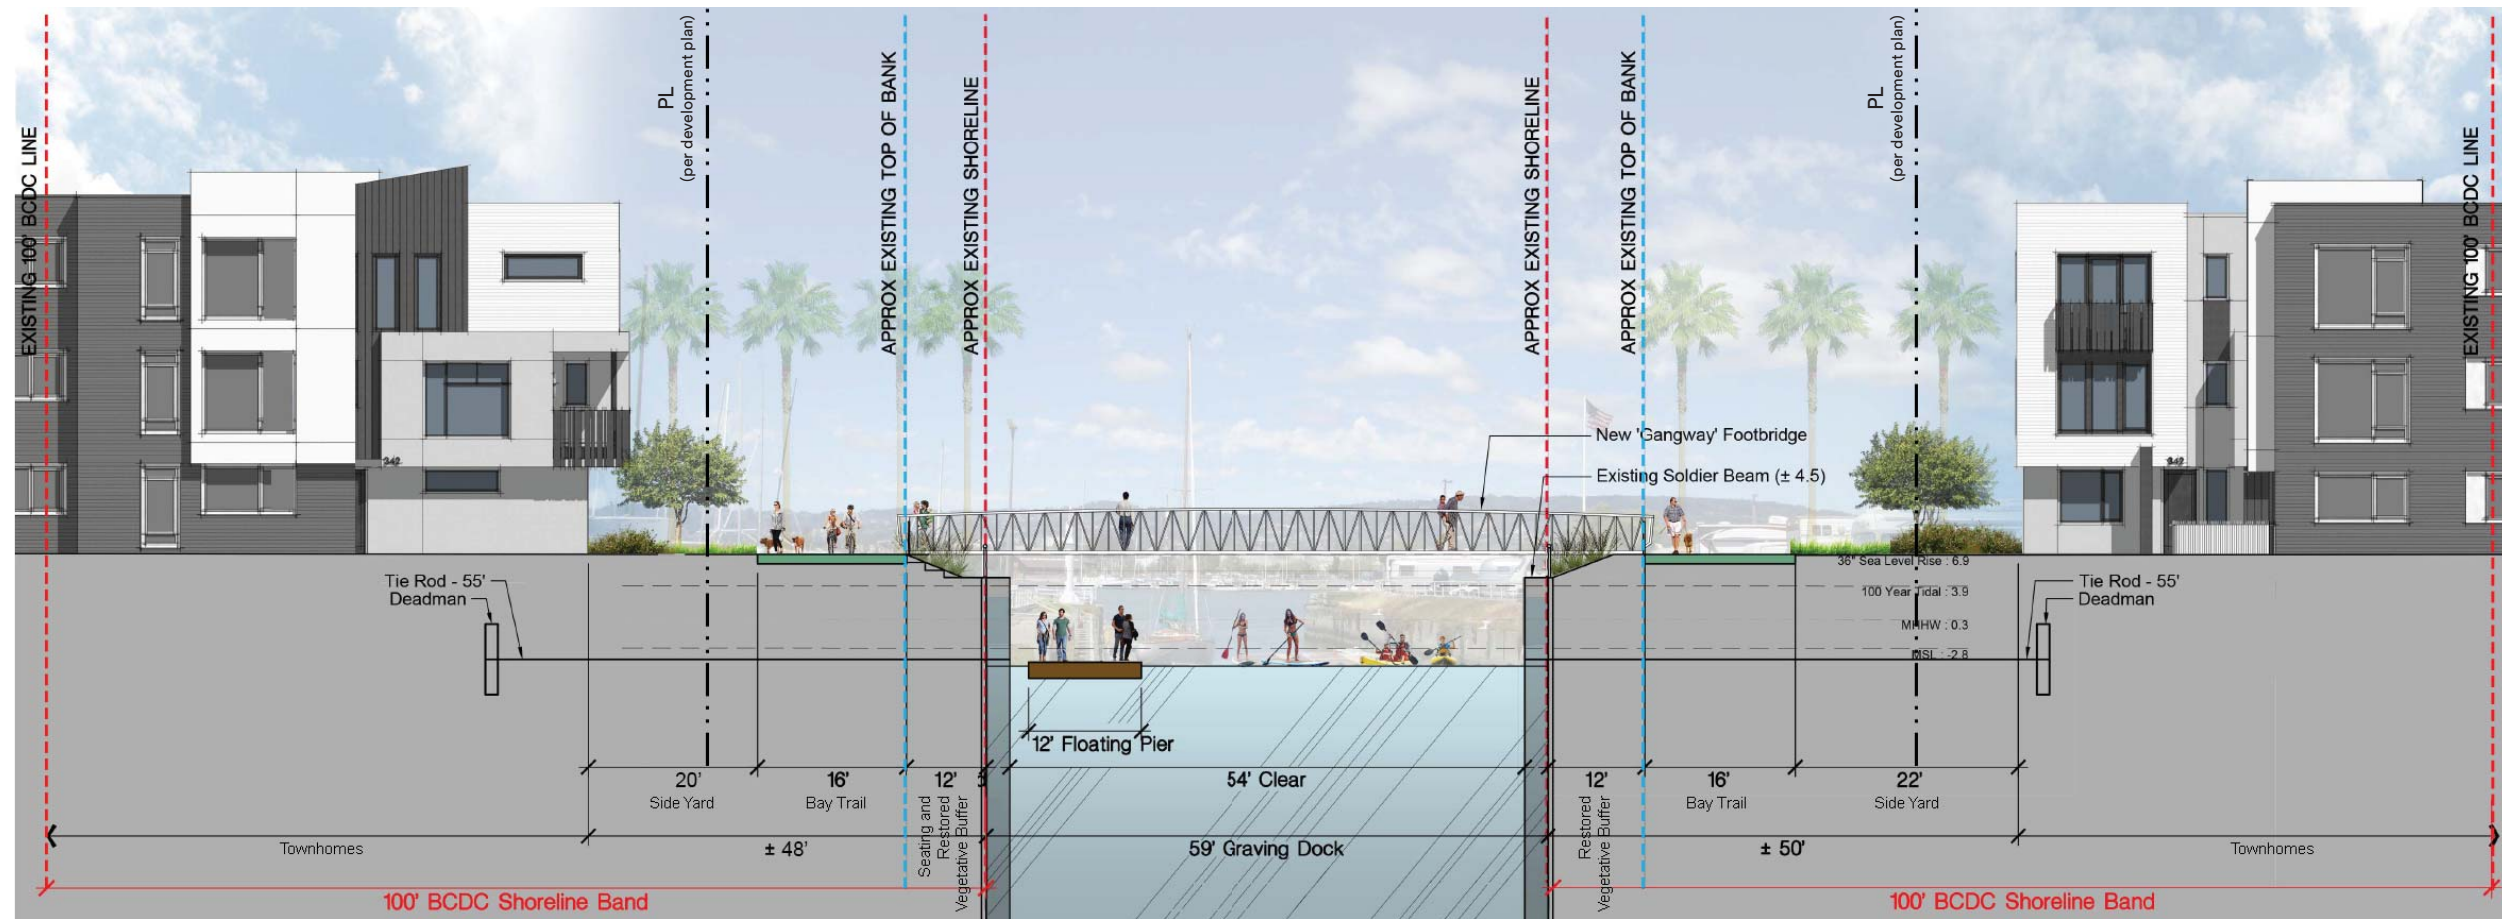 EXISTING 100' BCDC LINE
PL
(per development plan)
APPROX EXISTING TOP OF BANK
APPROX EXISTING SHORELINE
APPROX EXISTING SHORELINE
APPROX EXISTING TOP OF BANK
PL
(per development plan)
EXISTING 100' BCDC LINE
New 'Gangway' Footbridge
Existing Soldier Beam (± 4.5)
342
342
36" Sea Level Rise : 6.9
100 Year Tidal : 3.9
MHHW : 0.3
MSL : -2.8
Tie Rod - 55'
Deadman
Tie Rod - 55'
Deadman
12' Floating Pier
20'
Side Yard
16'
Bay Trail
12'
Seating and
Restored
Vegetative Buffer
54' Clear
12'
Restored
Vegetative Buffer
16'
Bay Trail
22'
Side Yard
Townhomes
± 48'
59' Graving Dock
± 50'
Townhomes
100' BCDC Shoreline Band
100' BCDC Shoreline Band